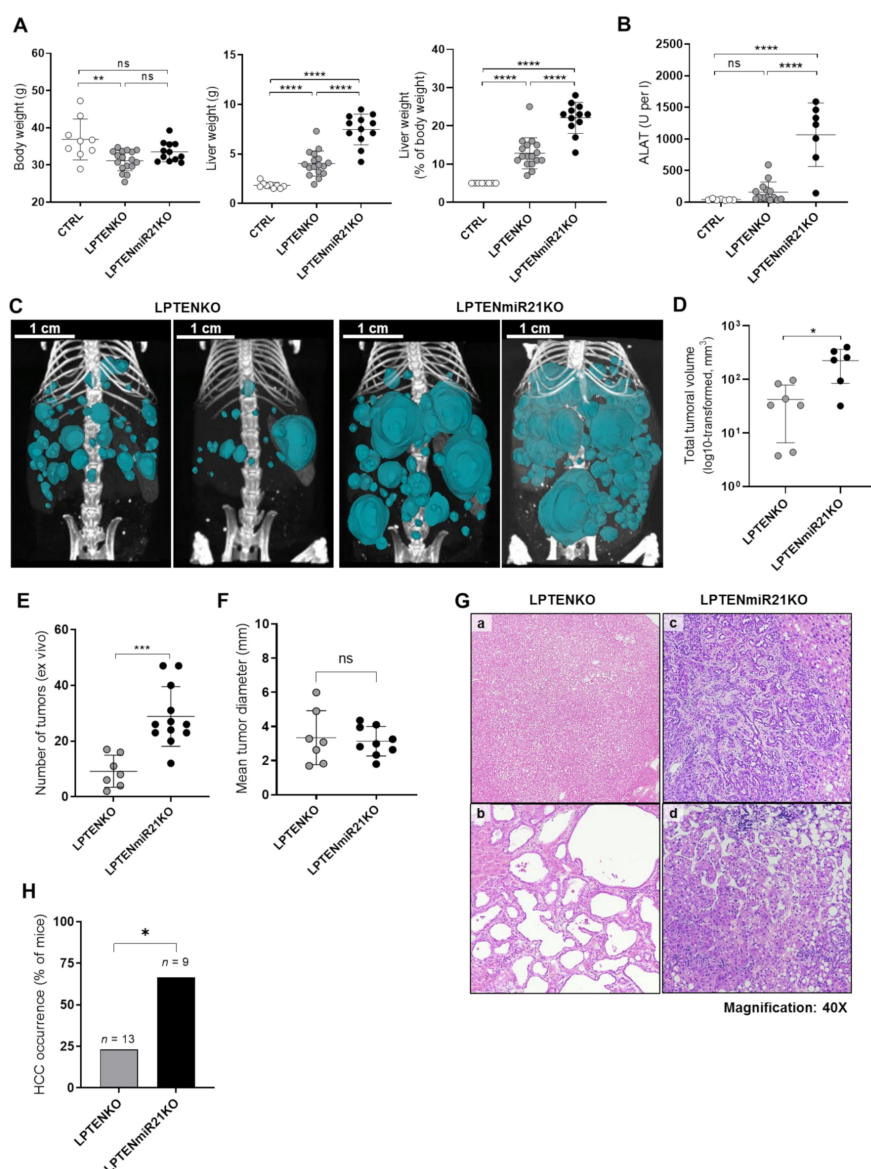 A
Body weight (g)
60
50
40
30
20
ns
**
ns
CTRL
LPTENKO
LPTENmiR21KO
Liver weight (g)
15
10
5
0
****
****
****
CTRL
LPTENKO
LPTENmiR21KO
Liver weight
(% of body weight)
40
30
20
10
0
****
****
****
CTRL
LPTENKO
LPTENmiR21KO
B
ALAT (U per l)
2500
2000
1500
1000
500
0
****
ns
****
CTRL
LPTENKO
LPTENmiR21KO
C
LPTENKO
LPTENmiR21KO
1 cm
1 cm
1 cm
1 cm
D
Total tumoral volume
(log10-transformed, mm³)
10³
10²
10¹
10⁰
*
LPTENKO
LPTENmiR21KO
E
Number of tumors (ex vivo)
60
40
20
0
***
LPTENKO
LPTENmiR21KO
F
Mean tumor diameter (mm)
8
6
4
2
0
ns
LPTENKO
LPTENmiR21KO
G
LPTENKO
LPTENmiR21KO
a
c
b
d
Magnification: 40X
H
HCC occurrence (% of mice)
100
75
50
25
0
*
n = 13
n = 9
LPTENKO
LPTENmiR21KO